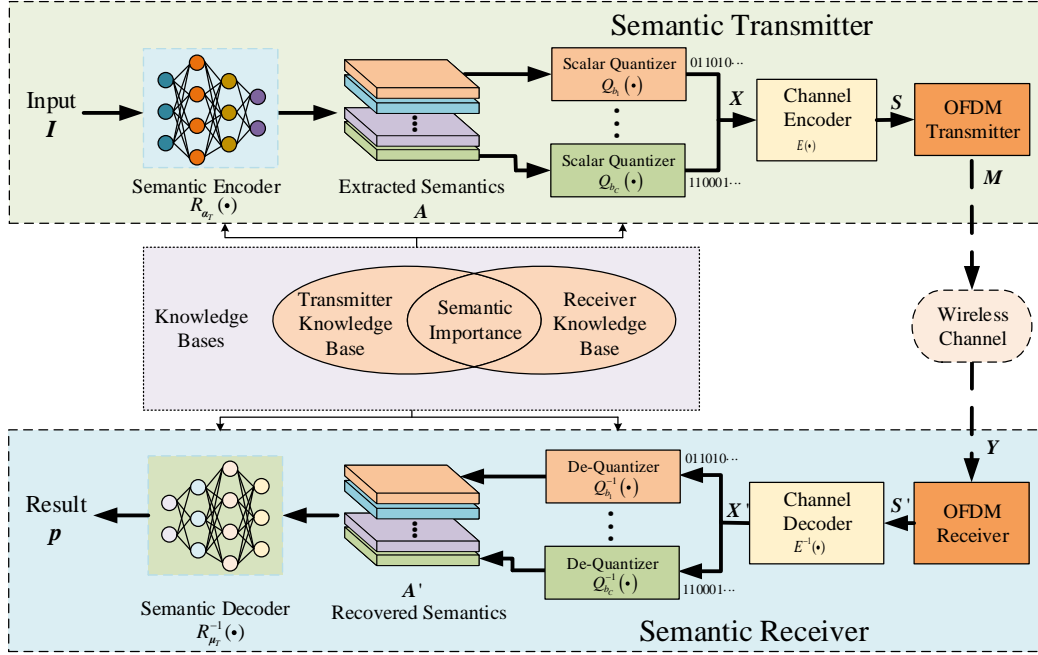 Semantic Transmitter
Input
I
Semantic Encoder
R_{α_T}(•)
Extracted Semantics
A
Scalar Quantizer
Q_{b_1}(•)
Scalar Quantizer
Q_{b_C}(•)
011010···
110001···
X
Channel
Encoder
E(•)
S
OFDM
Transmitter
M
Knowledge
Bases
Transmitter
Knowledge
Base
Semantic
Importance
Receiver
Knowledge
Base
Wireless
Channel
Y
OFDM
Receiver
S'
Channel
Decoder
E^{-1}(•)
X'
011010···
110001···
De-Quantizer
Q_{b_1}^{-1}(•)
De-Quantizer
Q_{b_C}^{-1}(•)
A'
Recovered Semantics
Semantic Decoder
R_{μ_T}^{-1}(•)
Result
p
Semantic Receiver